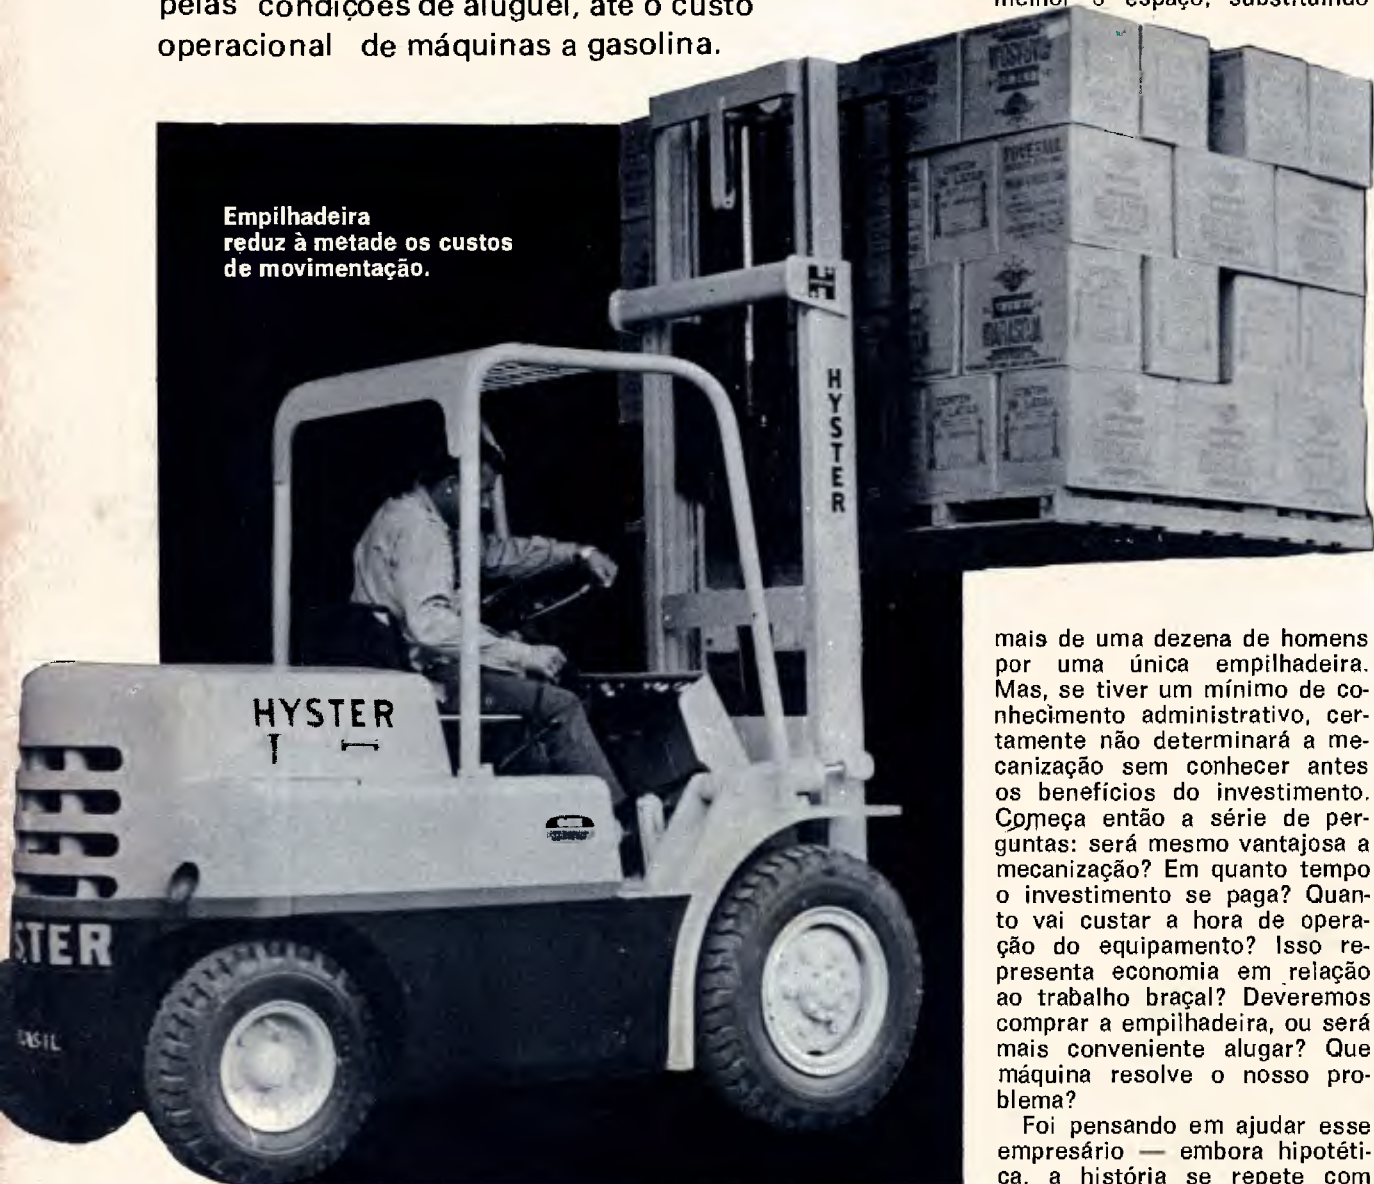 pelas condições de aluguel, até o custo
operacional de máquinas a gasolina.
melhor o espaço, substituindo
Empilhadeira
reduz à metade os custos
de movimentação.
HYSTER
HYSTER
STER
mais de uma dezena de homens
por uma única empilhadeira.
Mas, se tiver um mínimo de co-
nhecimento administrativo, cer-
tamente não determinará a me-
canização sem conhecer antes
os benefícios do investimento.
Começa então a série de per-
guntas: será mesmo vantajosa a
mecanização? Em quanto tempo
o investimento se paga? Quan-
to vai custar a hora de opera-
ção do equipamento? Isso re-
presenta economia em relação
ao trabalho braçal? Deveremos
comprar a empilhadeira, ou será
mais conveniente alugar? Que
máquina resolve o nosso pro-
blema?
Foi pensando em ajudar esse
empresário — embora hipotéti-
ca, a história se repete com